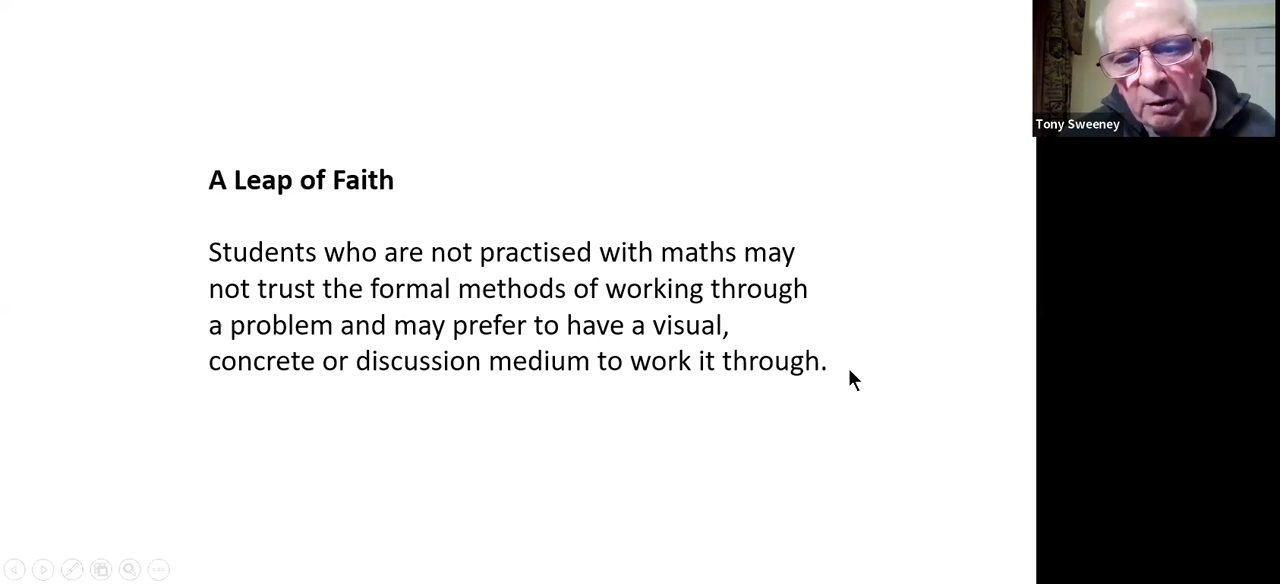 A Leap of Faith
Students who are not practised with maths may
not trust the formal methods of working through
a problem and may prefer to have a visual,
concrete or discussion medium to work it through.
Tony Sweeney